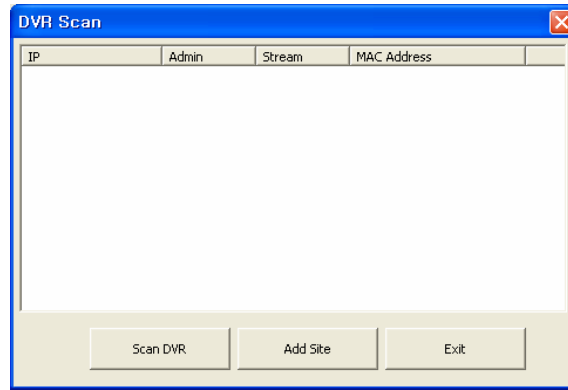 DVR Scan
IP Admin Stream MAC Address
Scan DVR Add Site Exit